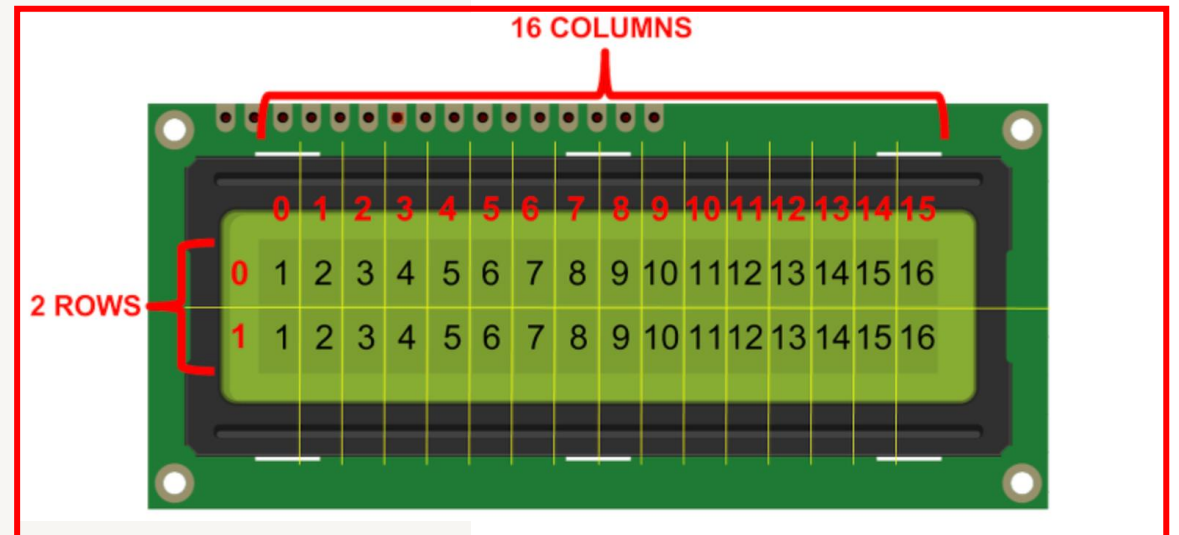 16 COLUMNS
0 1 2 3 4 5 6 7 8 9 10 11 12 13 14 15
0 1 2 3 4 5 6 7 8 9 10 11 12 13 14 15 16
2 ROWS
1 1 2 3 4 5 6 7 8 9 10 11 12 13 14 15 16